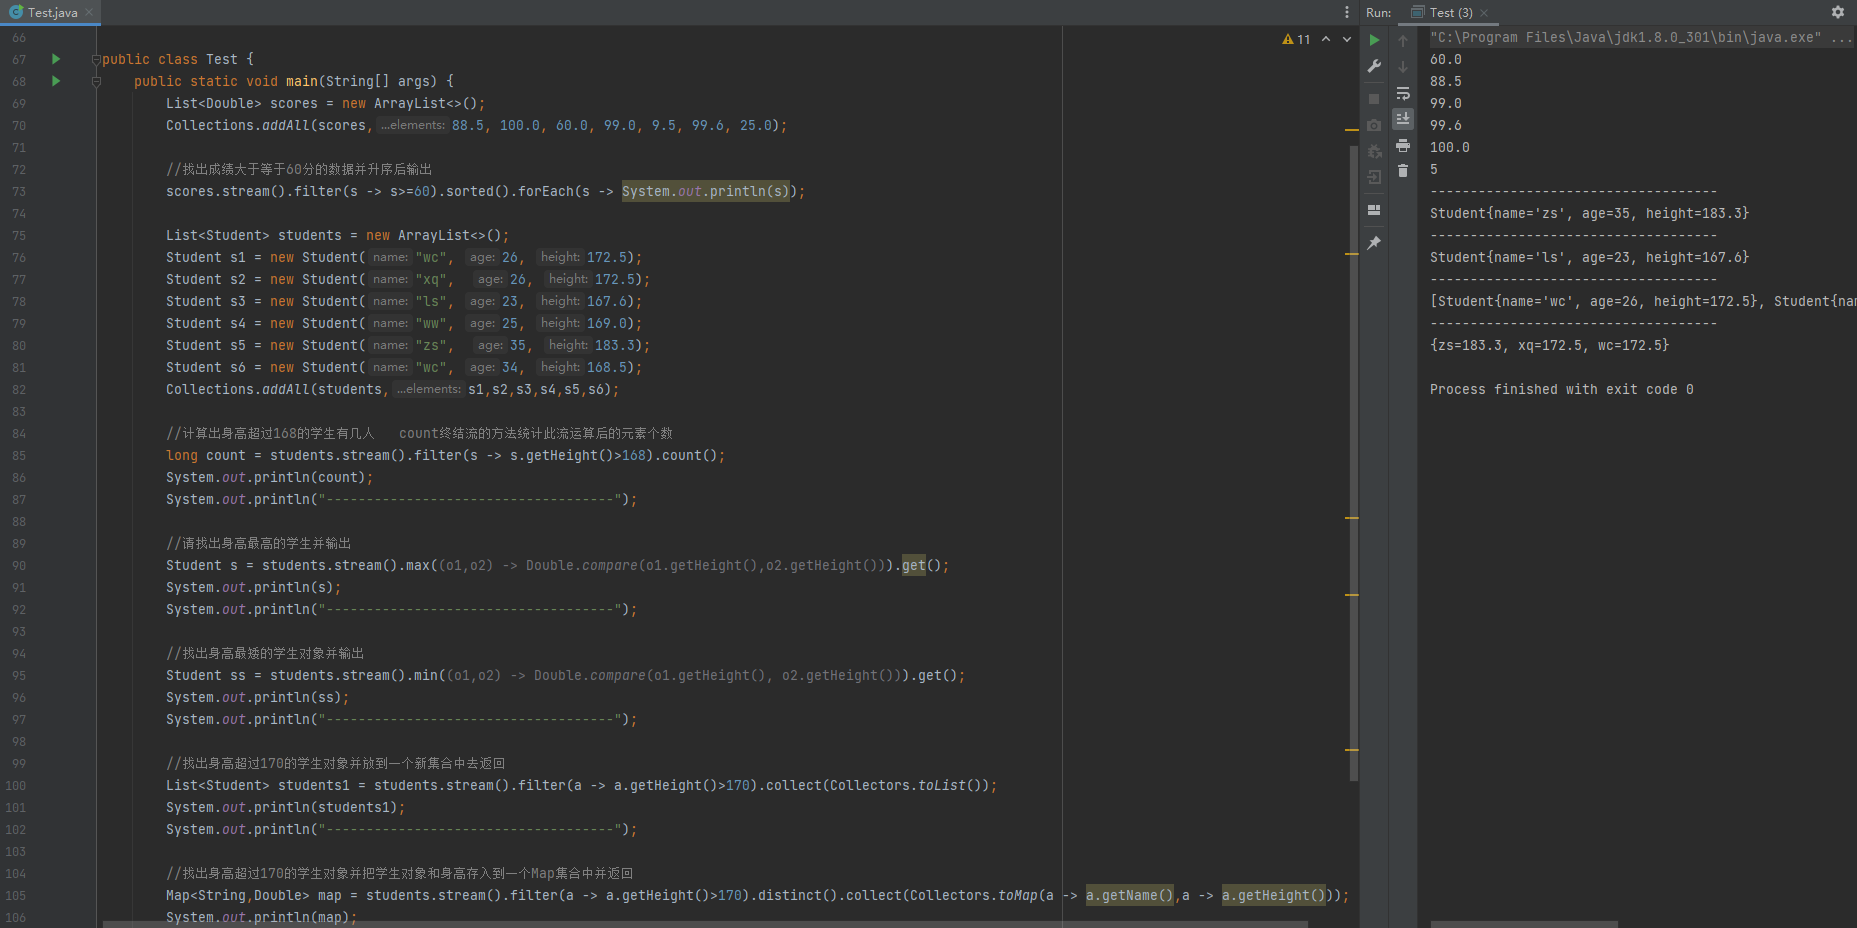 Test.java
66
67 public class Test {
68 public static void main(String[] args) {
69 List<Double> scores = new ArrayList<>();
70 Collections.addAll(scores, ...elements: 88.5, 100.0, 60.0, 99.0, 9.5, 99.6, 25.0);
71
72 //找出成绩大于等于60分的数据并升序后输出
73 scores.stream().filter(s -> s>=60).sorted().forEach(s -> System.out.println(s));
74
75 List<Student> students = new ArrayList<>();
76 Student s1 = new Student( name: "wc", age: 26, height: 172.5);
77 Student s2 = new Student( name: "xq", age: 26, height: 172.5);
78 Student s3 = new Student( name: "ls", age: 23, height: 167.6);
79 Student s4 = new Student( name: "ww", age: 25, height: 169.0);
80 Student s5 = new Student( name: "zs", age: 35, height: 183.3);
81 Student s6 = new Student( name: "wc", age: 34, height: 168.5);
82 Collections.addAll(students, ...elements: s1,s2,s3,s4,s5,s6);
83
84 //计算出身高超过168的学生有几人 count终结流的方法统计此流运算后的元素个数
85 long count = students.stream().filter(s -> s.getHeight()>168).count();
86 System.out.println(count);
87 System.out.println("------------------------------------");
88
89 //请找出身高最高的学生并输出
90 Student s = students.stream().max((o1,o2) -> Double.compare(o1.getHeight(),o2.getHeight())).get();
91 System.out.println(s);
92 System.out.println("------------------------------------");
93
94 //找出身高最矮的学生对象并输出
95 Student ss = students.stream().min((o1,o2) -> Double.compare(o1.getHeight(), o2.getHeight())).get();
96 System.out.println(ss);
97 System.out.println("------------------------------------");
98
99 //找出身高超过170的学生对象并放到一个新集合中去返回
100 List<Student> students1 = students.stream().filter(a -> a.getHeight()>170).collect(Collectors.toList());
101 System.out.println(students1);
102 System.out.println("------------------------------------");
103
104 //找出身高超过170的学生对象并把学生对象和身高存入到一个Map集合中并返回
105 Map<String,Double> map = students.stream().filter(a -> a.getHeight()>170).distinct().collect(Collectors.toMap(a -> a.getName(),a -> a.getHeight()));
106 System.out.println(map);
11
Run: Test (3)
"C:\Program Files\Java\jdk1.8.0_301\bin\java.exe" ...
60.0
88.5
99.0
99.6
100.0
5
------------------------------------
Student{name='zs', age=35, height=183.3}
------------------------------------
Student{name='ls', age=23, height=167.6}
------------------------------------
[Student{name='wc', age=26, height=172.5}, Student{nam
------------------------------------
{zs=183.3, xq=172.5, wc=172.5}
Process finished with exit code 0